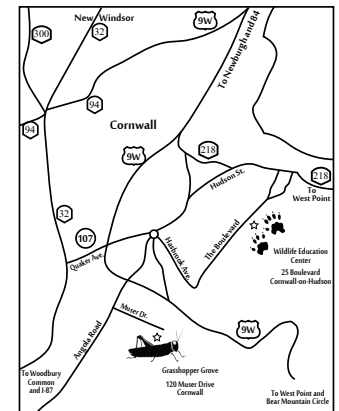 New Windsor
300
32
9W
To Newburgh and 84
94
94
Cornwall
9W
218
218
To
West Point
Hudson St.
32
107
Quaker Ave.
Hasbrook Ave.
The Boulevard
Wildlife Education
Center
25 Boulevard
Cornwall-on-Hudson
Muser Dr.
Angola Road
9W
Grasshopper Grove
120 Muser Drive
Cornwall
To Woodbury
Common
and I-87
To West Point and
Bear Mountain Circle